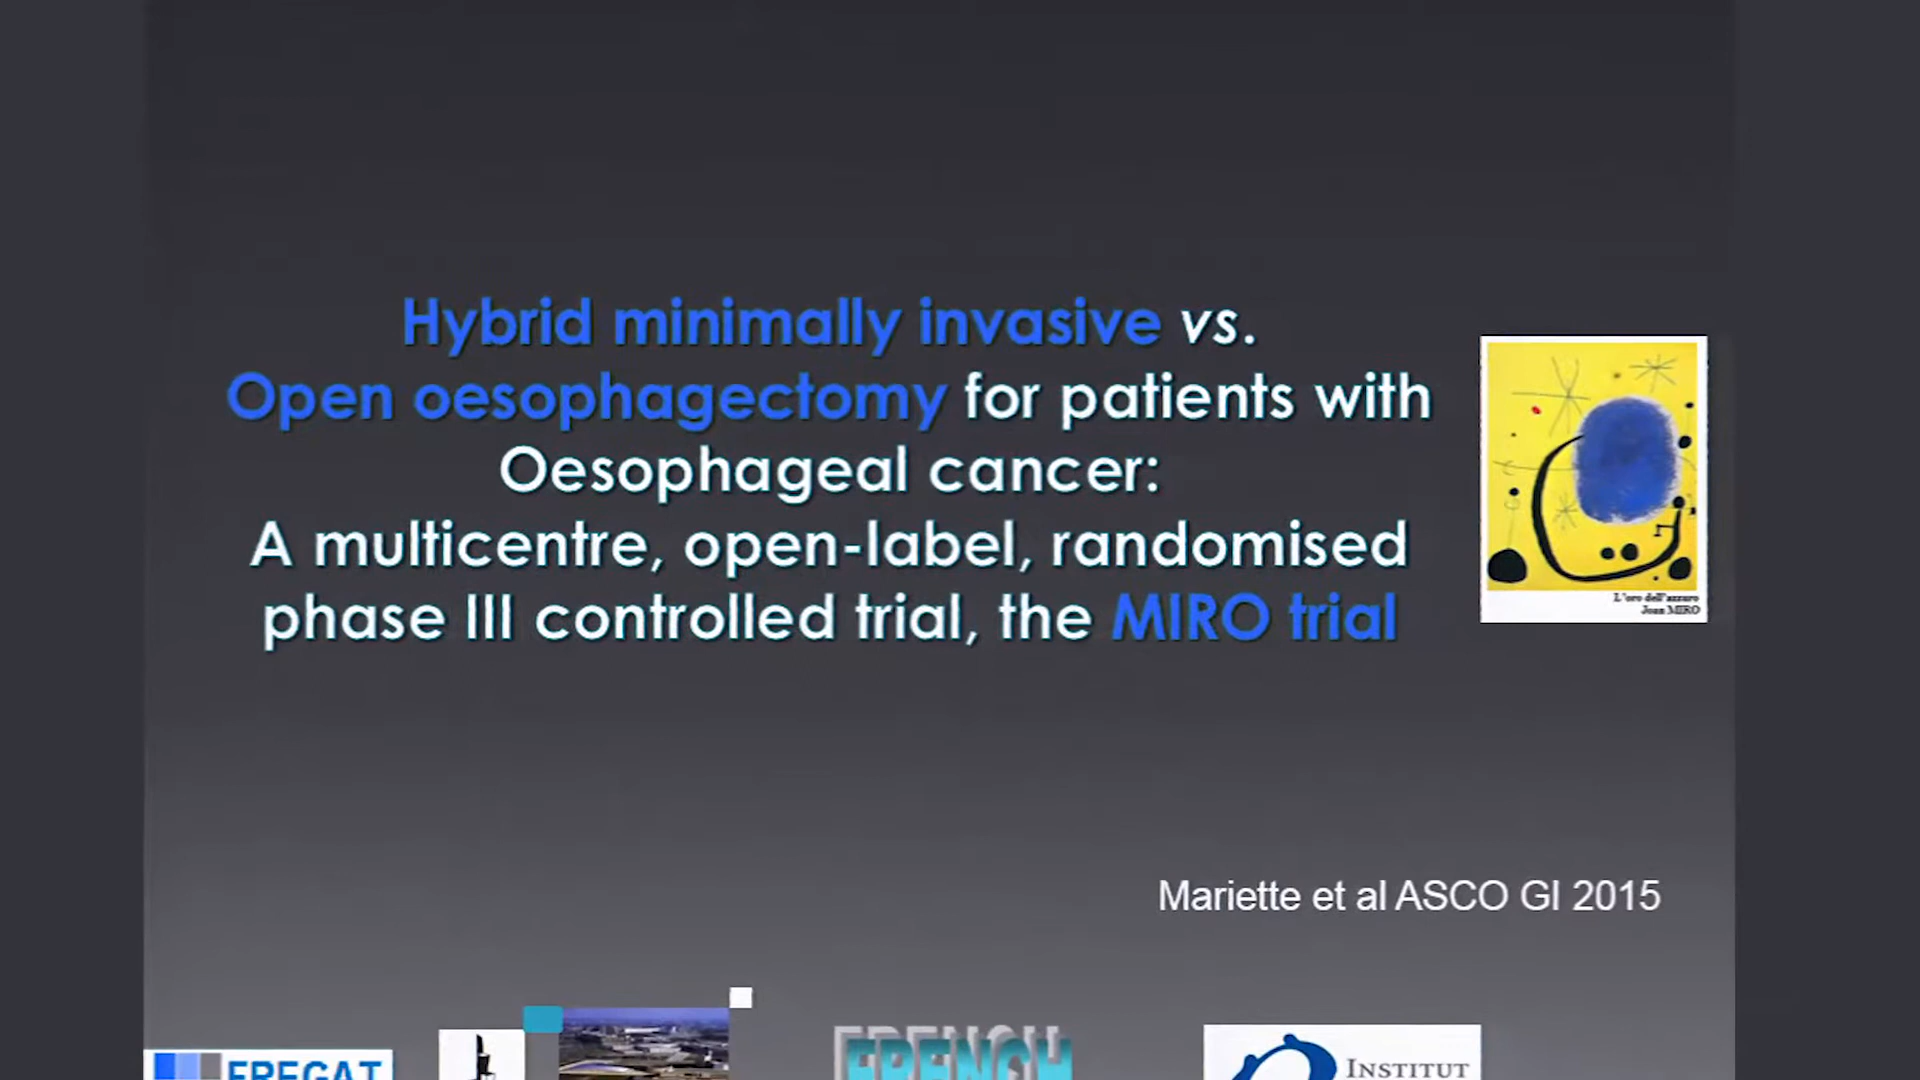 Hybrid minimally invasive vs.
Open oesophagectomy for patients with
Oesophageal cancer:
A multicentre, open-label, randomised
phase III controlled trial, the MIRO trial
L'oro dell'azzuro
Joan MIRO
Mariette et al ASCO GI 2015
FREGAT
FRENCH
INSTITUT